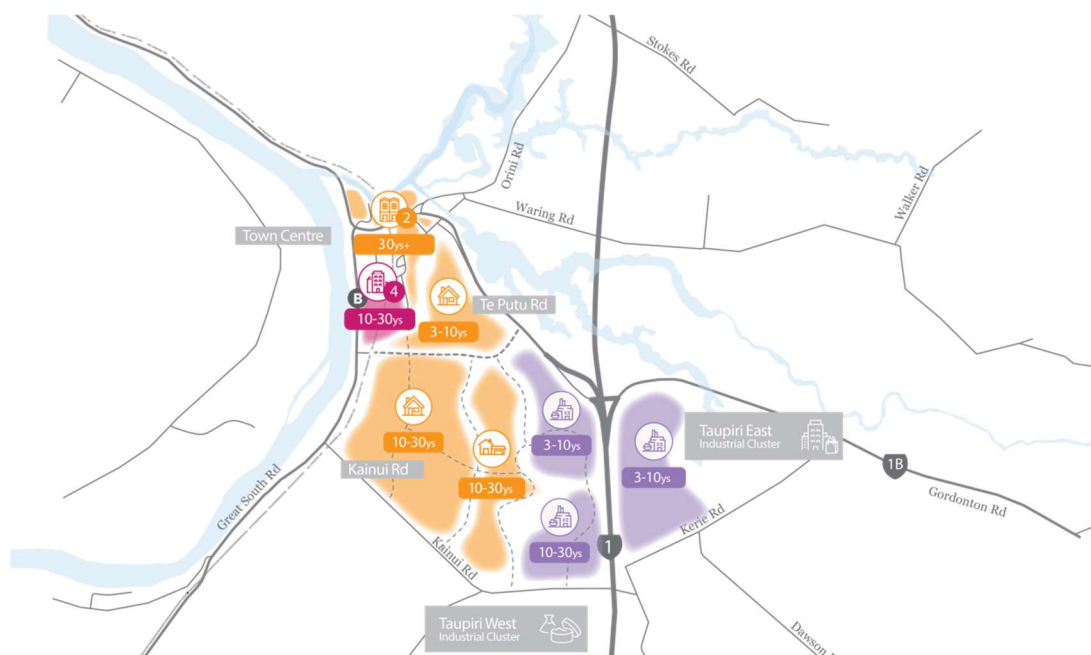 Stokes Rd
Orini Rd
Walker Rd
Waring Rd
2
Town Centre
30ys+
4
B
Te Putu Rd
10-30ys
3-10ys
Taupiri East
Industrial Cluster
10-30ys
3-10ys
Kainui Rd
1B
3-10ys
10-30ys
Gordonton Rd
Great South Rd
Kerie Rd
1
Kainui Rd
10-30ys
Taupiri West
Industrial Cluster
Dawson